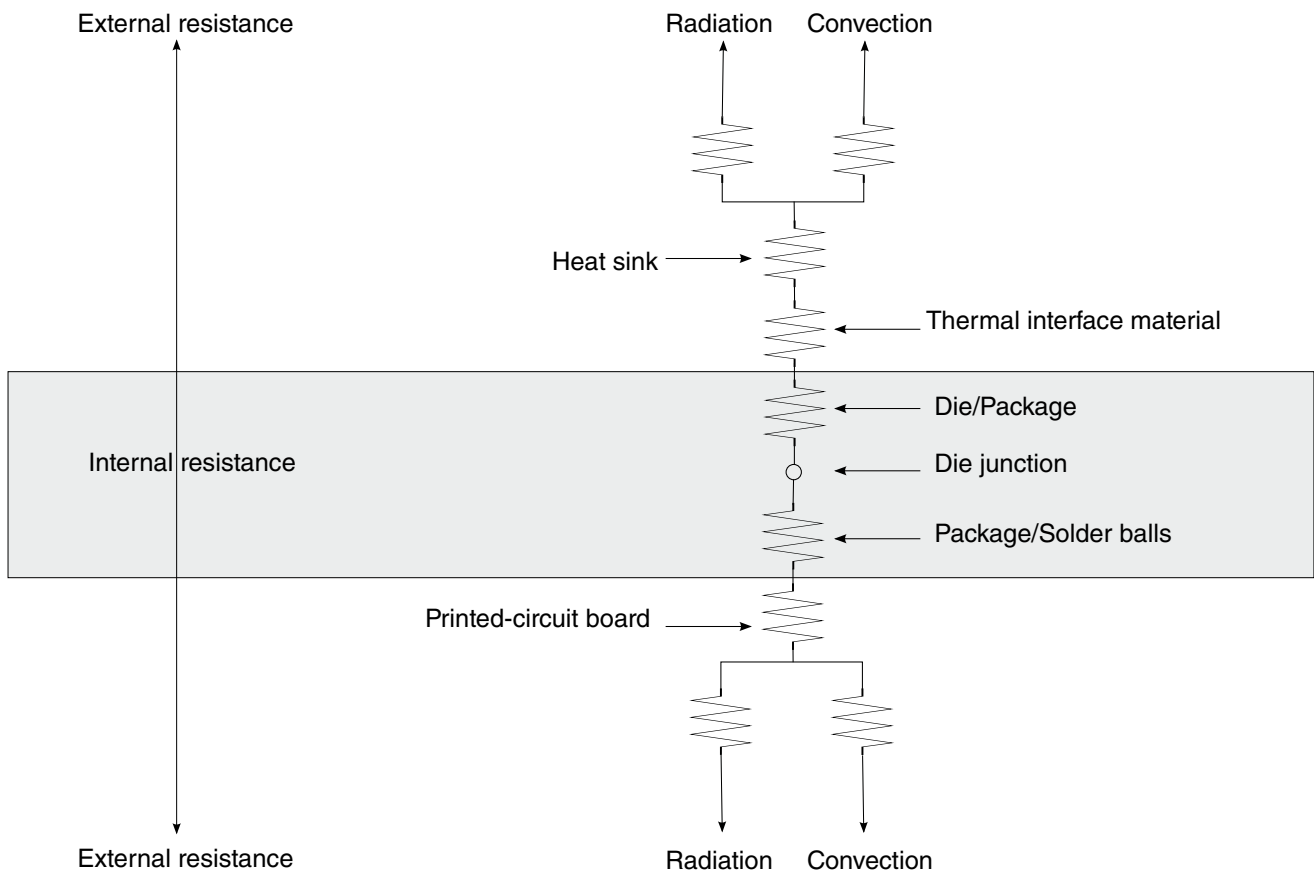 External resistance
Radiation
Convection
Heat sink
Thermal interface material
Die/Package
Internal resistance
Die junction
Package/Solder balls
Printed-circuit board
External resistance
Radiation
Convection